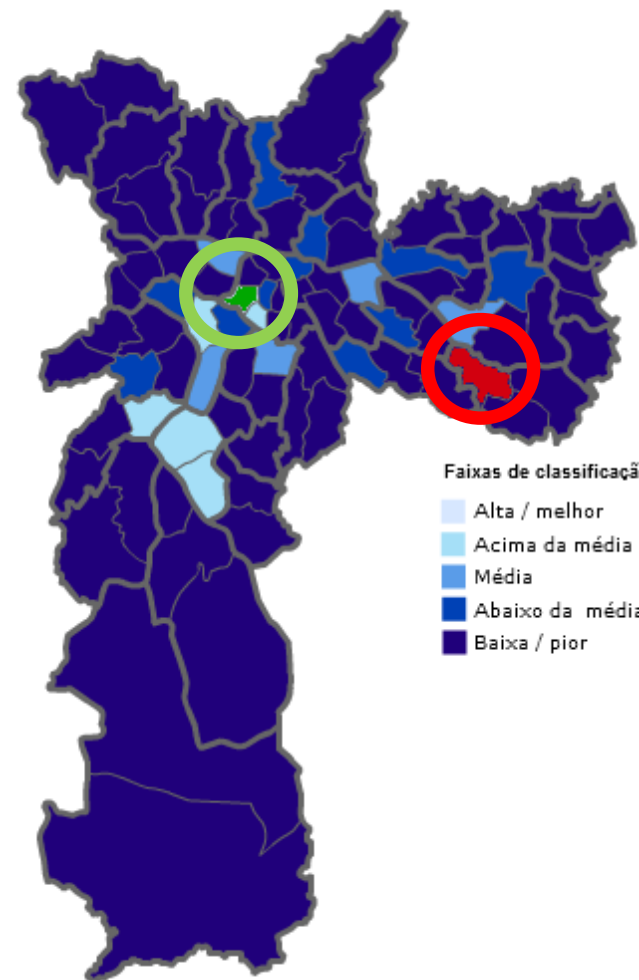 Faixas de classificaçã
Alta / melhor
Acima da média
Média
Abaixo da média
Baixa / pior